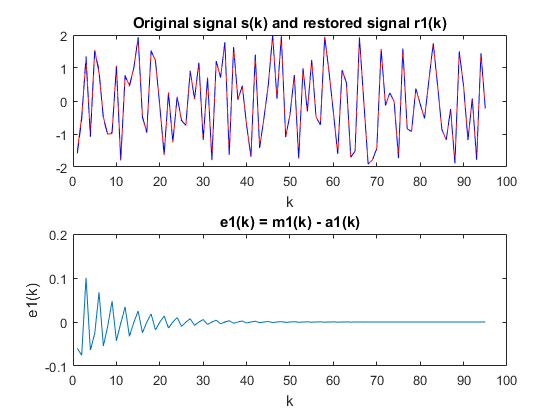 Original signal s(k) and restored signal r1(k)
2
1
0
-1
-2
0 10 20 30 40 50 60 70 80 90 100
k
e1(k) = m1(k) - a1(k)
0.2
0.1
0
-0.1
e1(k)
0 10 20 30 40 50 60 70 80 90 100
k